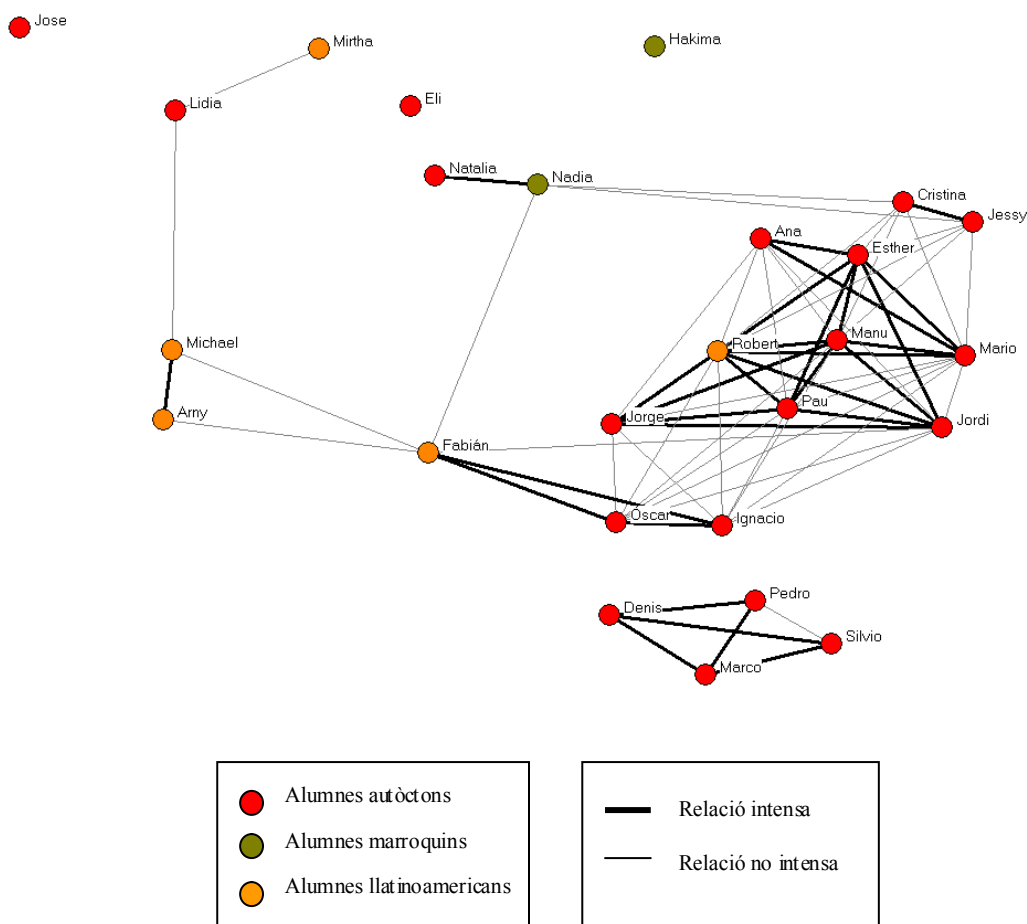 Jose
Mirtha
Hakima
Lidia
Eli
Natalia
Nadia
Cristina
Jessy
Ana
Esther
Michael
Robert
Manu
Mario
Arny
Jorge
Pau
Jordi
Fabián
Oscar
Ignacio
Pedro
Denis
Silvio
Marco
Alumnes autòctons
Alumnes marroquins
Alumnes llatinoamericans
Relació intensa
Relació no intensa